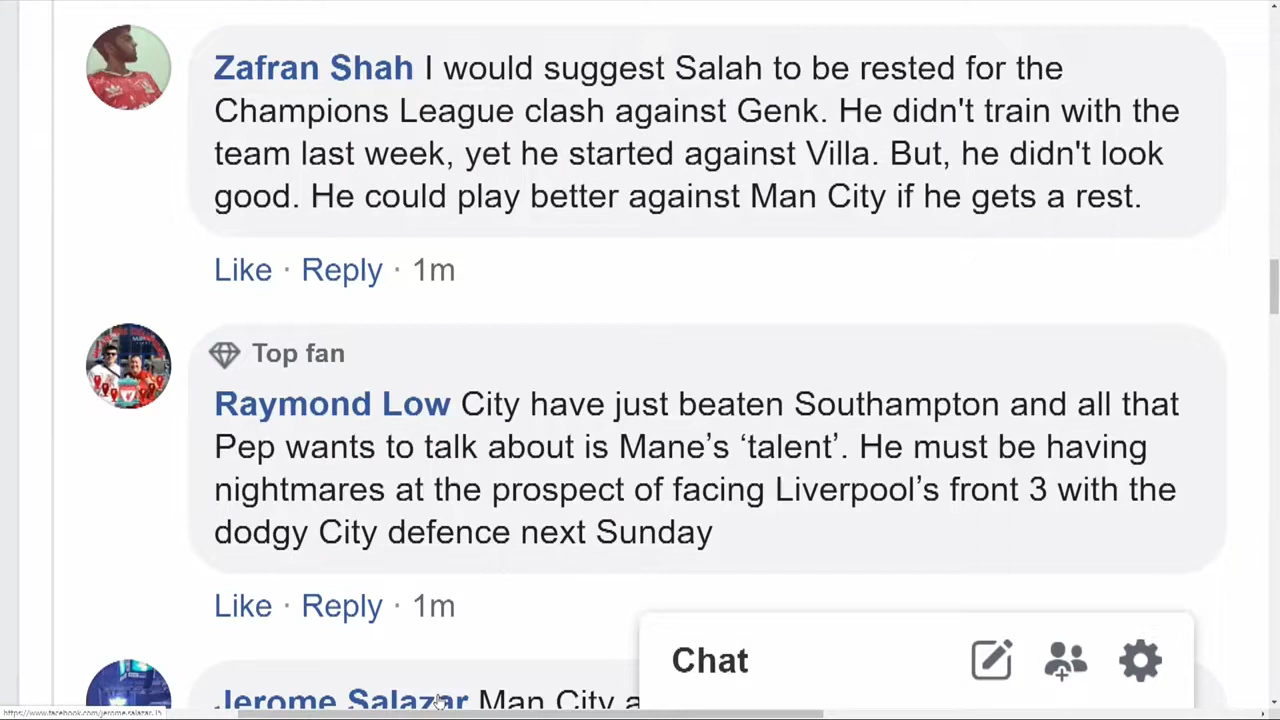 Zafran Shah I would suggest Salah to be rested for the
Champions League clash against Genk. He didn't train with the
team last week, yet he started against Villa. But, he didn't look
good. He could play better against Man City if he gets a rest.
Like · Reply · 1m
Top fan
Raymond Low City have just beaten Southampton and all that
Pep wants to talk about is Mane’s ‘talent’. He must be having
nightmares at the prospect of facing Liverpool’s front 3 with the
dodgy City defence next Sunday
Like · Reply · 1m
Chat
Jerome Salazar Man City